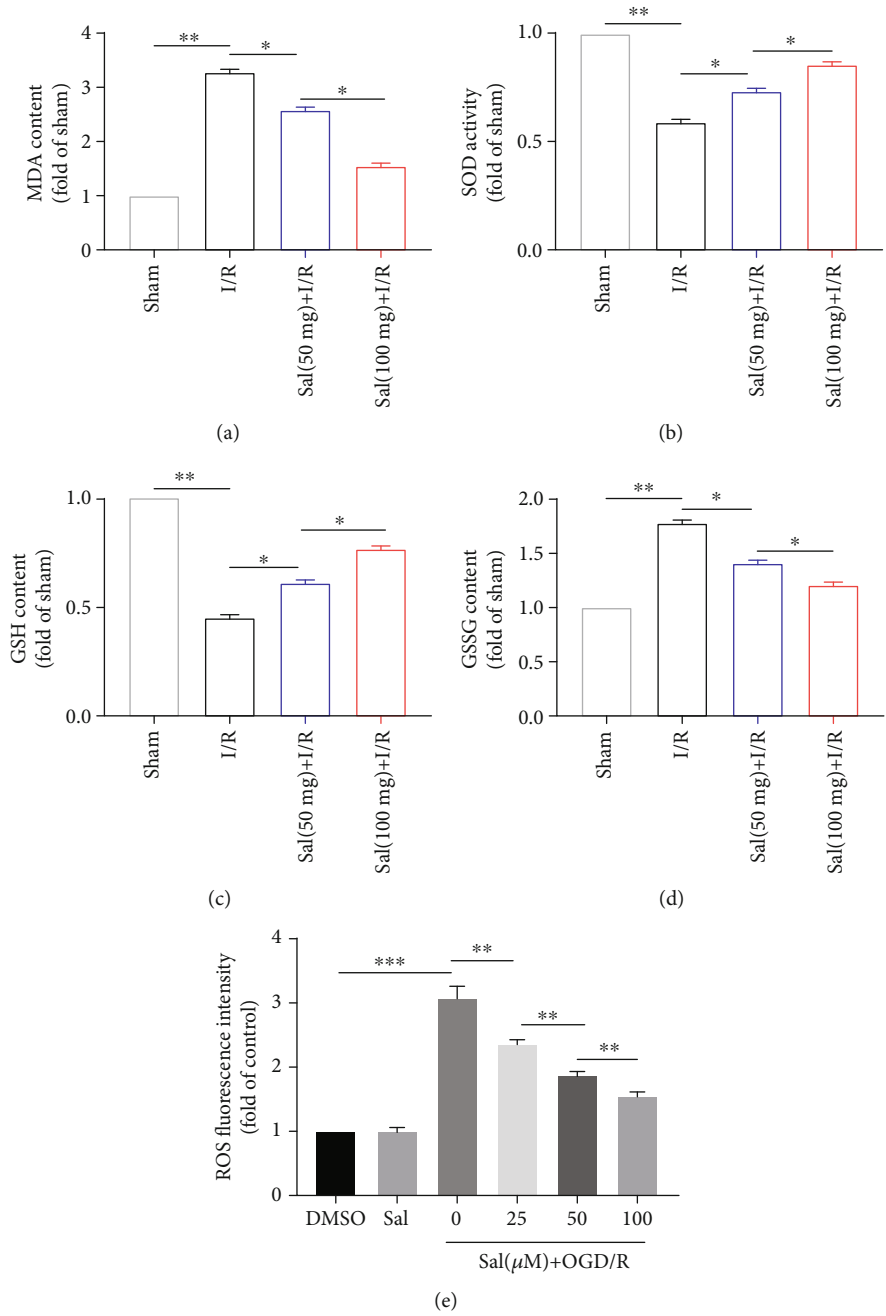 MDA content
(fold of sham)
4
3
2
1
0
**
*
*
Sham
I/R
Sal(50 mg)+I/R
Sal(100 mg)+I/R
(a)
SOD activity
(fold of sham)
1.0
0.5
0.0
**
*
*
Sham
I/R
Sal(50 mg)+I/R
Sal(100 mg)+I/R
(b)
GSH content
(fold of sham)
1.0
0.5
0.0
**
*
*
Sham
I/R
Sal(50 mg)+I/R
Sal(100 mg)+I/R
(c)
GSSG content
(fold of sham)
2.0
1.5
1.0
0.5
0.0
**
*
*
Sham
I/R
Sal(50 mg)+I/R
Sal(100 mg)+I/R
(d)
ROS fluorescence intensity
(fold of control)
4
3
2
1
0
***
**
**
**
DMSO Sal 0 25 50 100
Sal(μM)+OGD/R
(e)